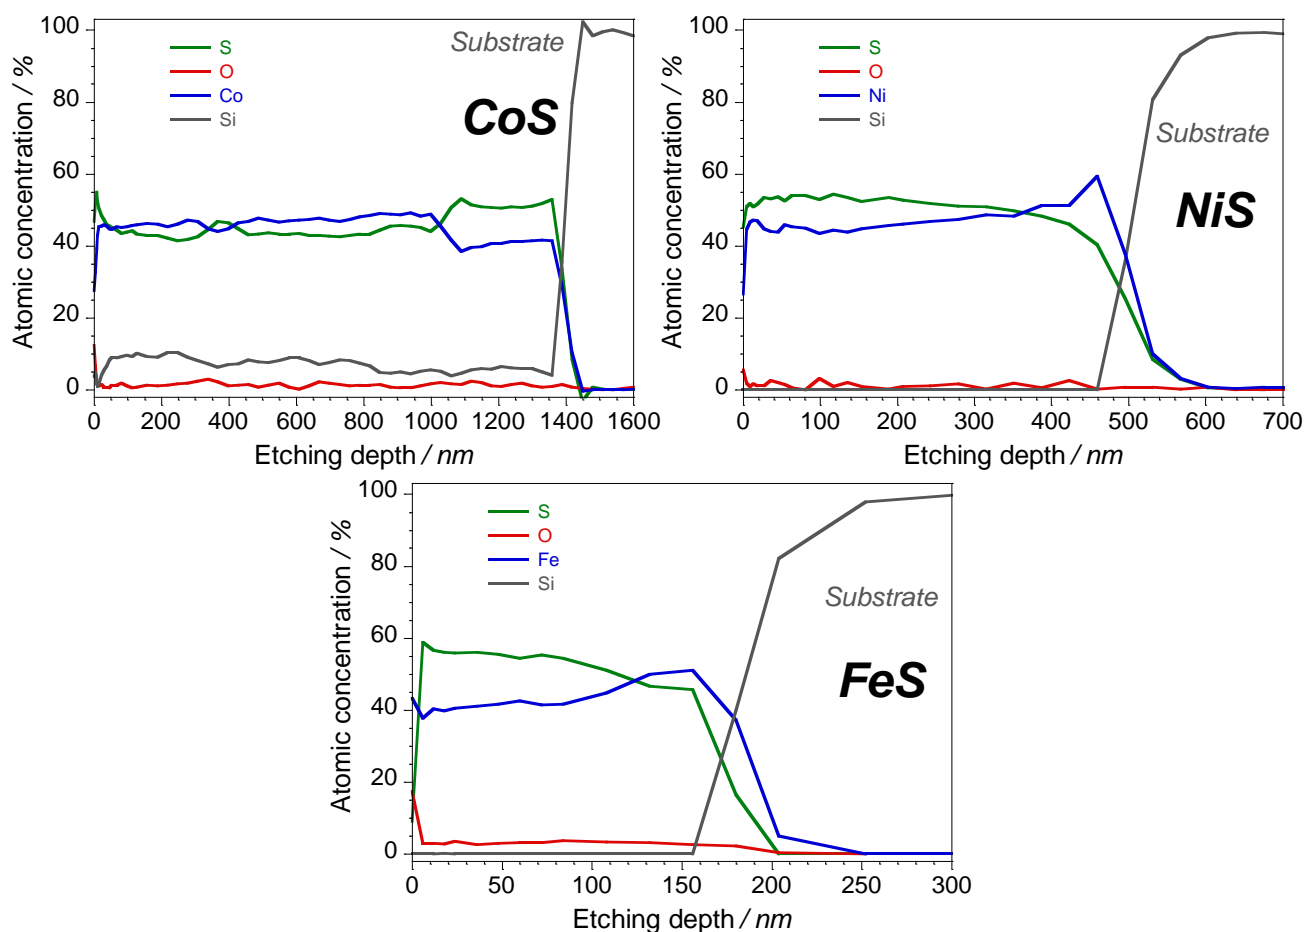 100
80
60
40
20
0
Atomic concentration / %
S
O
Co
Si
Substrate
CoS
0 200 400 600 800 1000 1200 1400 1600
Etching depth / nm
100
80
60
40
20
0
Atomic concentration / %
S
O
Ni
Si
Substrate
NiS
0 100 200 300 400 500 600 700
Etching depth / nm
100
80
60
40
20
0
Atomic concentration / %
S
O
Fe
Si
Substrate
FeS
0 50 100 150 200 250 300
Etching depth / nm